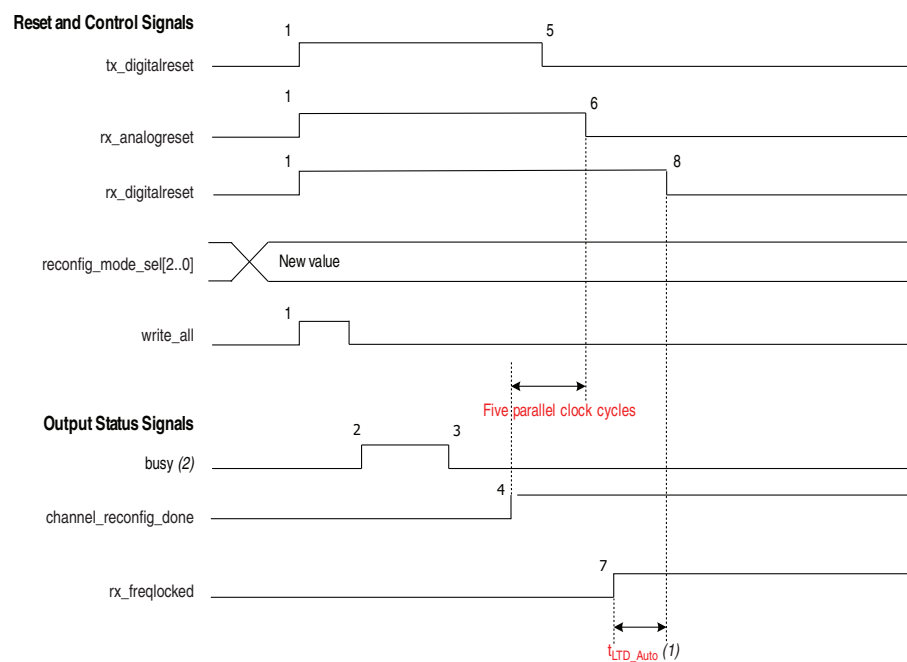 Reset and Control Signals
1 5
tx_digitalreset
1 6
rx_analogreset
1 8
rx_digitalreset
reconfig_mode_sel[2..0] New value
1
write_all
Five parallel clock cycles
Output Status Signals
2 3
busy (2)
4
channel_reconfig_done
7
rx_freqlocked
tLTD_Auto (1)